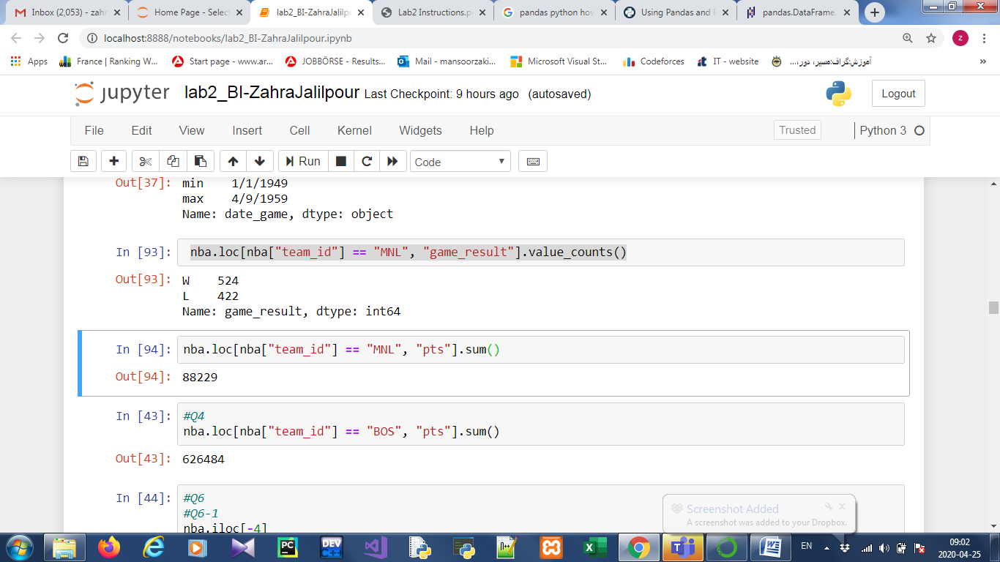 Inbox (2,053) - zahr
Home Page - Select
lab2_BI-ZahraJalilpo
Lab2 Instructions.p
pandas python how
Using Pandas and P
pandas.DataFrame.
localhost:8888/notebooks/lab2_BI-ZahraJalilpour.ipynb
z
Apps
France | Ranking W...
Start page - www.ar...
JOBBÖRSE - Results...
Mail - mansoorzaki...
Microsoft Visual St...
Codeforces
IT - website
آموزش:گراف:مسیر، دور،...
»
jupyter
lab2_BI-ZahraJalilpour Last Checkpoint: 9 hours ago (autosaved)
Logout
File Edit View Insert Cell Kernel Widgets Help
Trusted
Python 3
Run
Code
Out[37]: min 1/1/1949
max 4/9/1959
Name: date_game, dtype: object
In [93]: nba.loc[nba["team_id"] == "MNL", "game_result"].value_counts()
Out[93]: W 524
L 422
Name: game_result, dtype: int64
In [94]: nba.loc[nba["team_id"] == "MNL", "pts"].sum()
Out[94]: 88229
In [43]: #Q4
nba.loc[nba["team_id"] == "BOS", "pts"].sum()
Out[43]: 626484
In [44]: #Q6
#Q6-1
nba.iloc[-4]
Screenshot Added
A screenshot was added to your Dropbox.
PC
DEV
C++
EN
09:02
2020-04-25